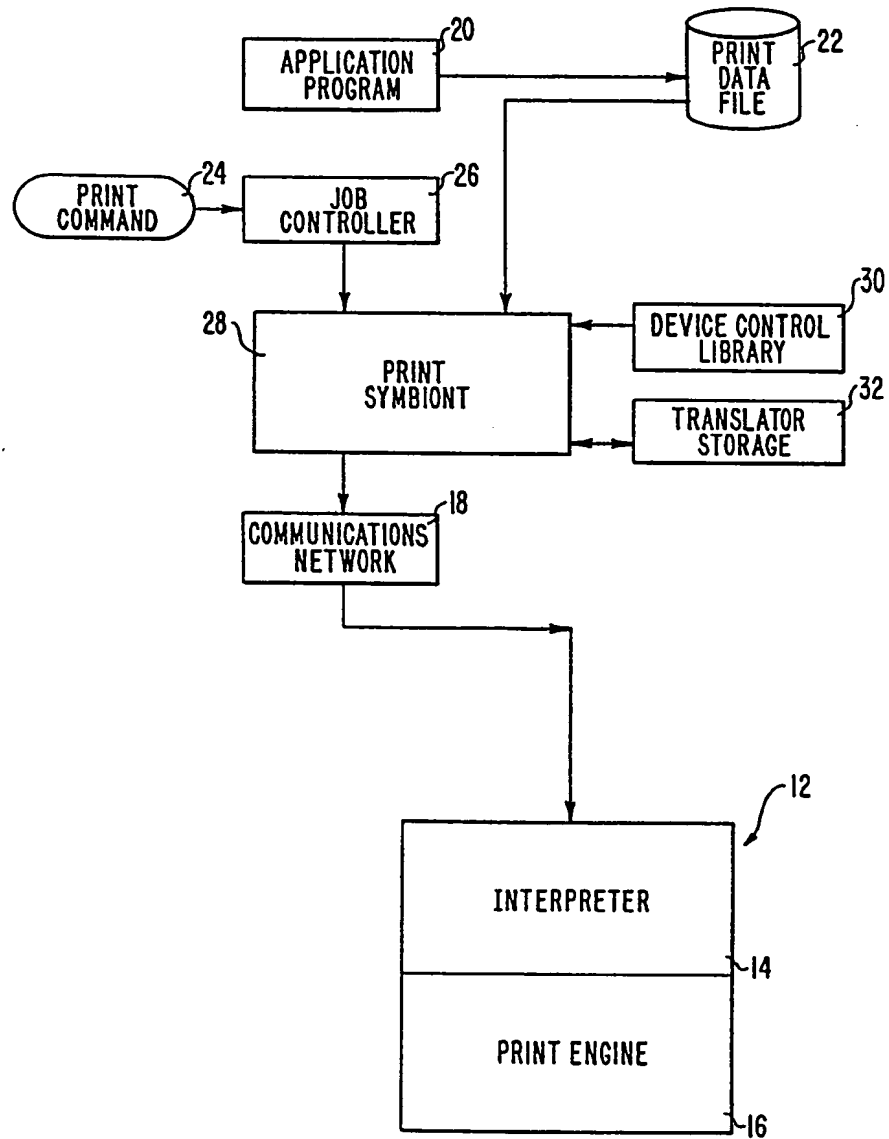 20
APPLICATION
PROGRAM
PRINT
DATA
FILE
22
24
PRINT
COMMAND
26
JOB
CONTROLLER
28
PRINT
SYMBIONT
30
DEVICE CONTROL
LIBRARY
32
TRANSLATOR
STORAGE
18
COMMUNICATIONS
NETWORK
12
INTERPRETER
14
PRINT ENGINE
16